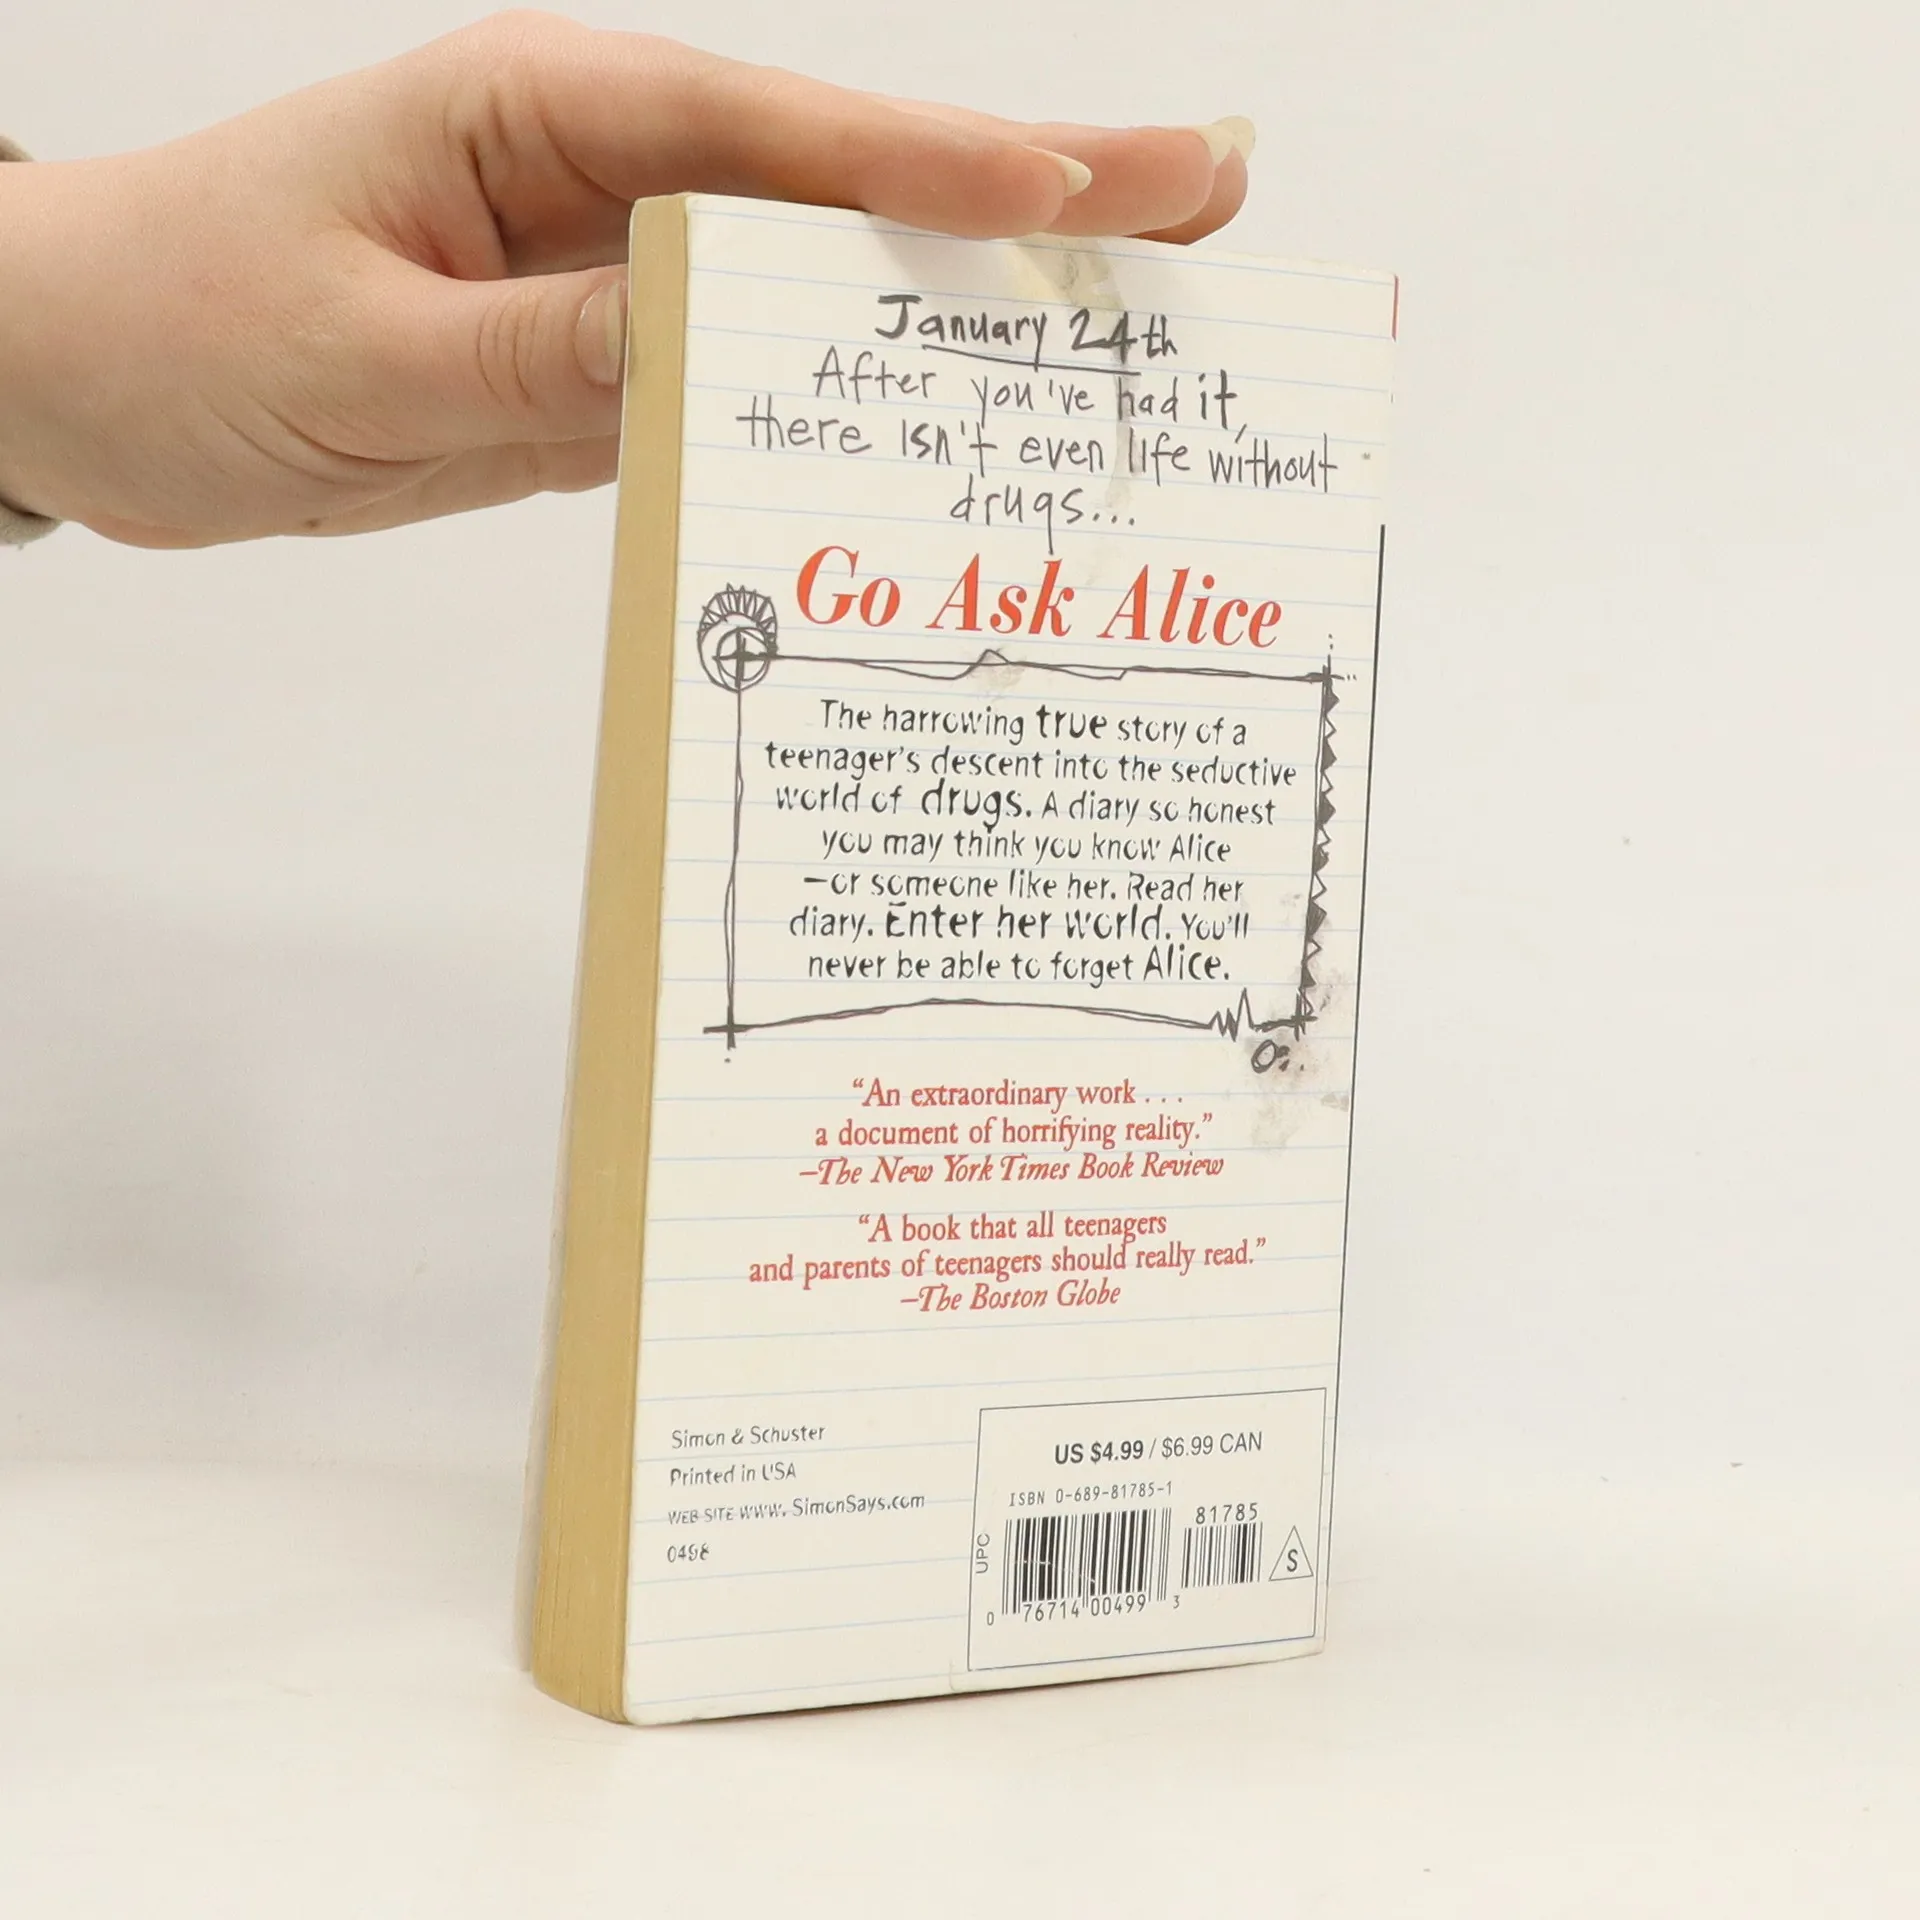 January 24th
After you've had it,
there isn't even life without
drugs...
Go Ask Alice
The harrowing true story of a
teenager's descent into the seductive
world of drugs. A diary so honest
you may think you know Alice
—or someone like her. Read her
diary. Enter her world. You'll
never be able to forget Alice.
“An extraordinary work . . .
a document of horrifying reality.”
–The New York Times Book Review
“A book that all teenagers
and parents of teenagers should really read.”
–The Boston Globe
Simon & Schuster
Printed in USA
WEB SITE WWW. SimonSays.com
0498
US $4.99 / $6.99 CAN
ISBN 0-689-81785-1
81785
UPC
S
0 76714 00499 3